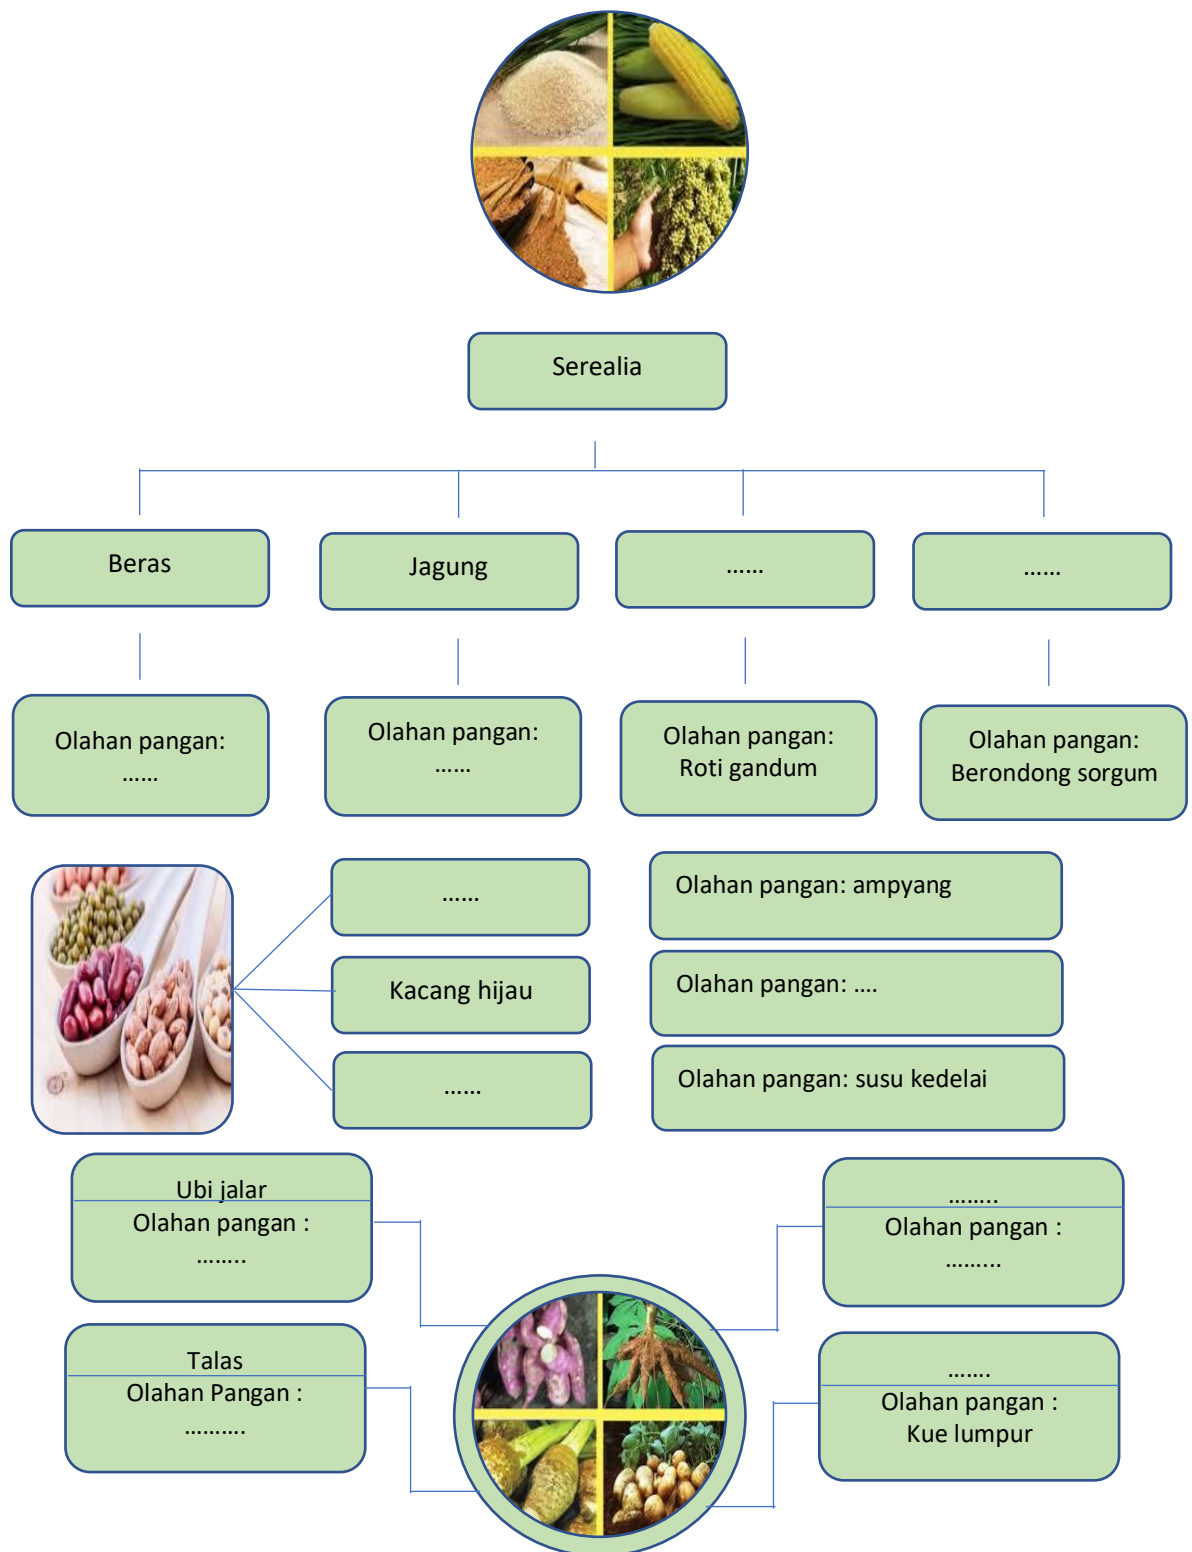 Serealia
Beras
Jagung
......
......
Olahan pangan:
......
Olahan pangan:
......
Olahan pangan:
Roti gandum
Olahan pangan:
Berondong sorgum
......
Olahan pangan: ampyang
Kacang hijau
Olahan pangan: ....
......
Olahan pangan: susu kedelai
Ubi jalar
Olahan pangan :
........
........
Olahan pangan :
.........
Talas
Olahan Pangan :
..........
.......
Olahan pangan :
Kue lumpur